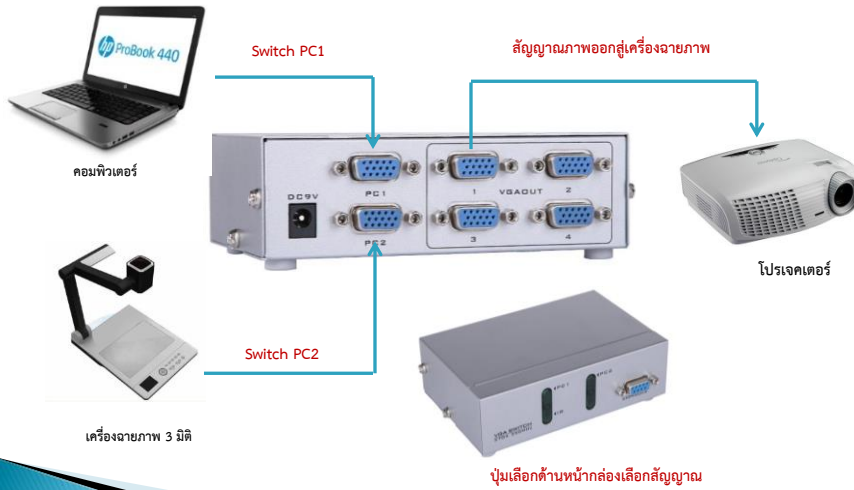 hp ProBook 440
Switch PC1
สัญญาณภาพออกสู่เครื่องฉายภาพ
คอมพิวเตอร์
DC9V
PC1
1
VGAOUT
2
PC2
3
4
โปรเจคเตอร์
Switch PC2
PC1
PC2
VGA SWITCH
เครื่องฉายภาพ 3 มิติ
ปุ่มเลือกด้านหน้ากล่องเลือกสัญญาณ